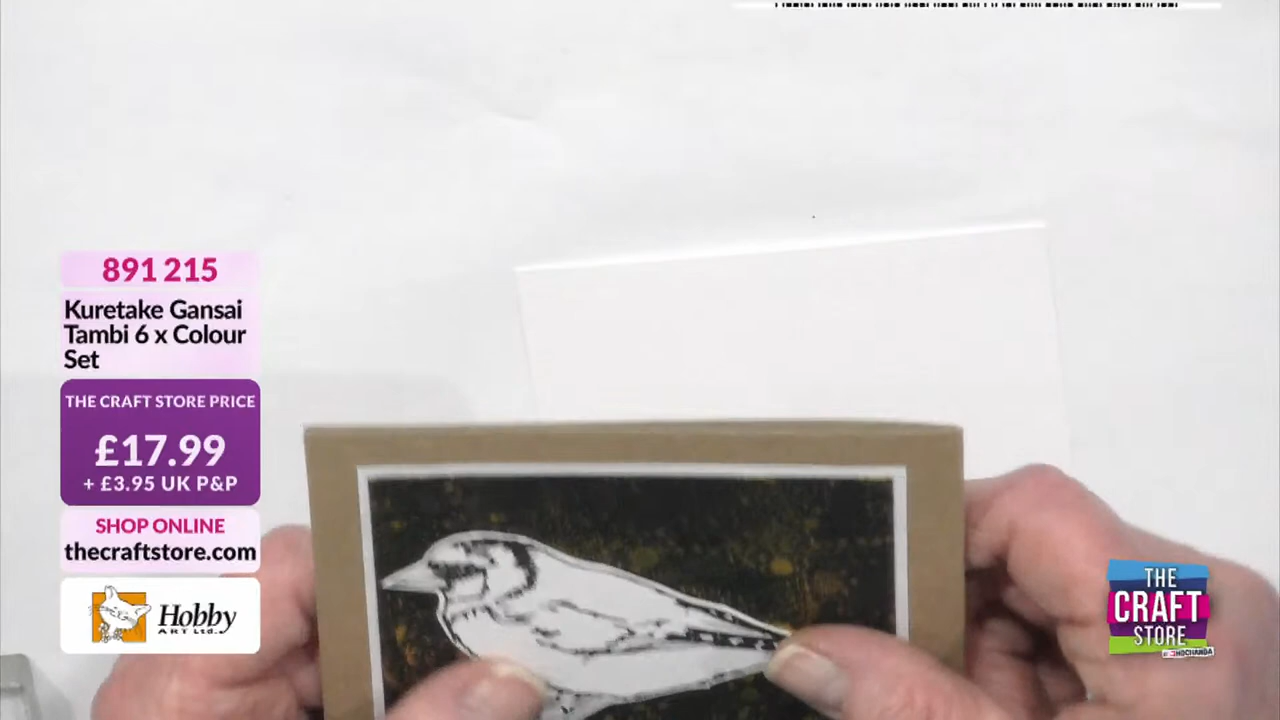 891 215
Kuretake Gansai
Tambi 6 x Colour
Set
THE CRAFT STORE PRICE
£17.99
+ £3.95 UK P&P
SHOP ONLINE
thecraftstore.com
Hobby
ART Ltd.
THE
CRAFT
STORE
HOCHANDA